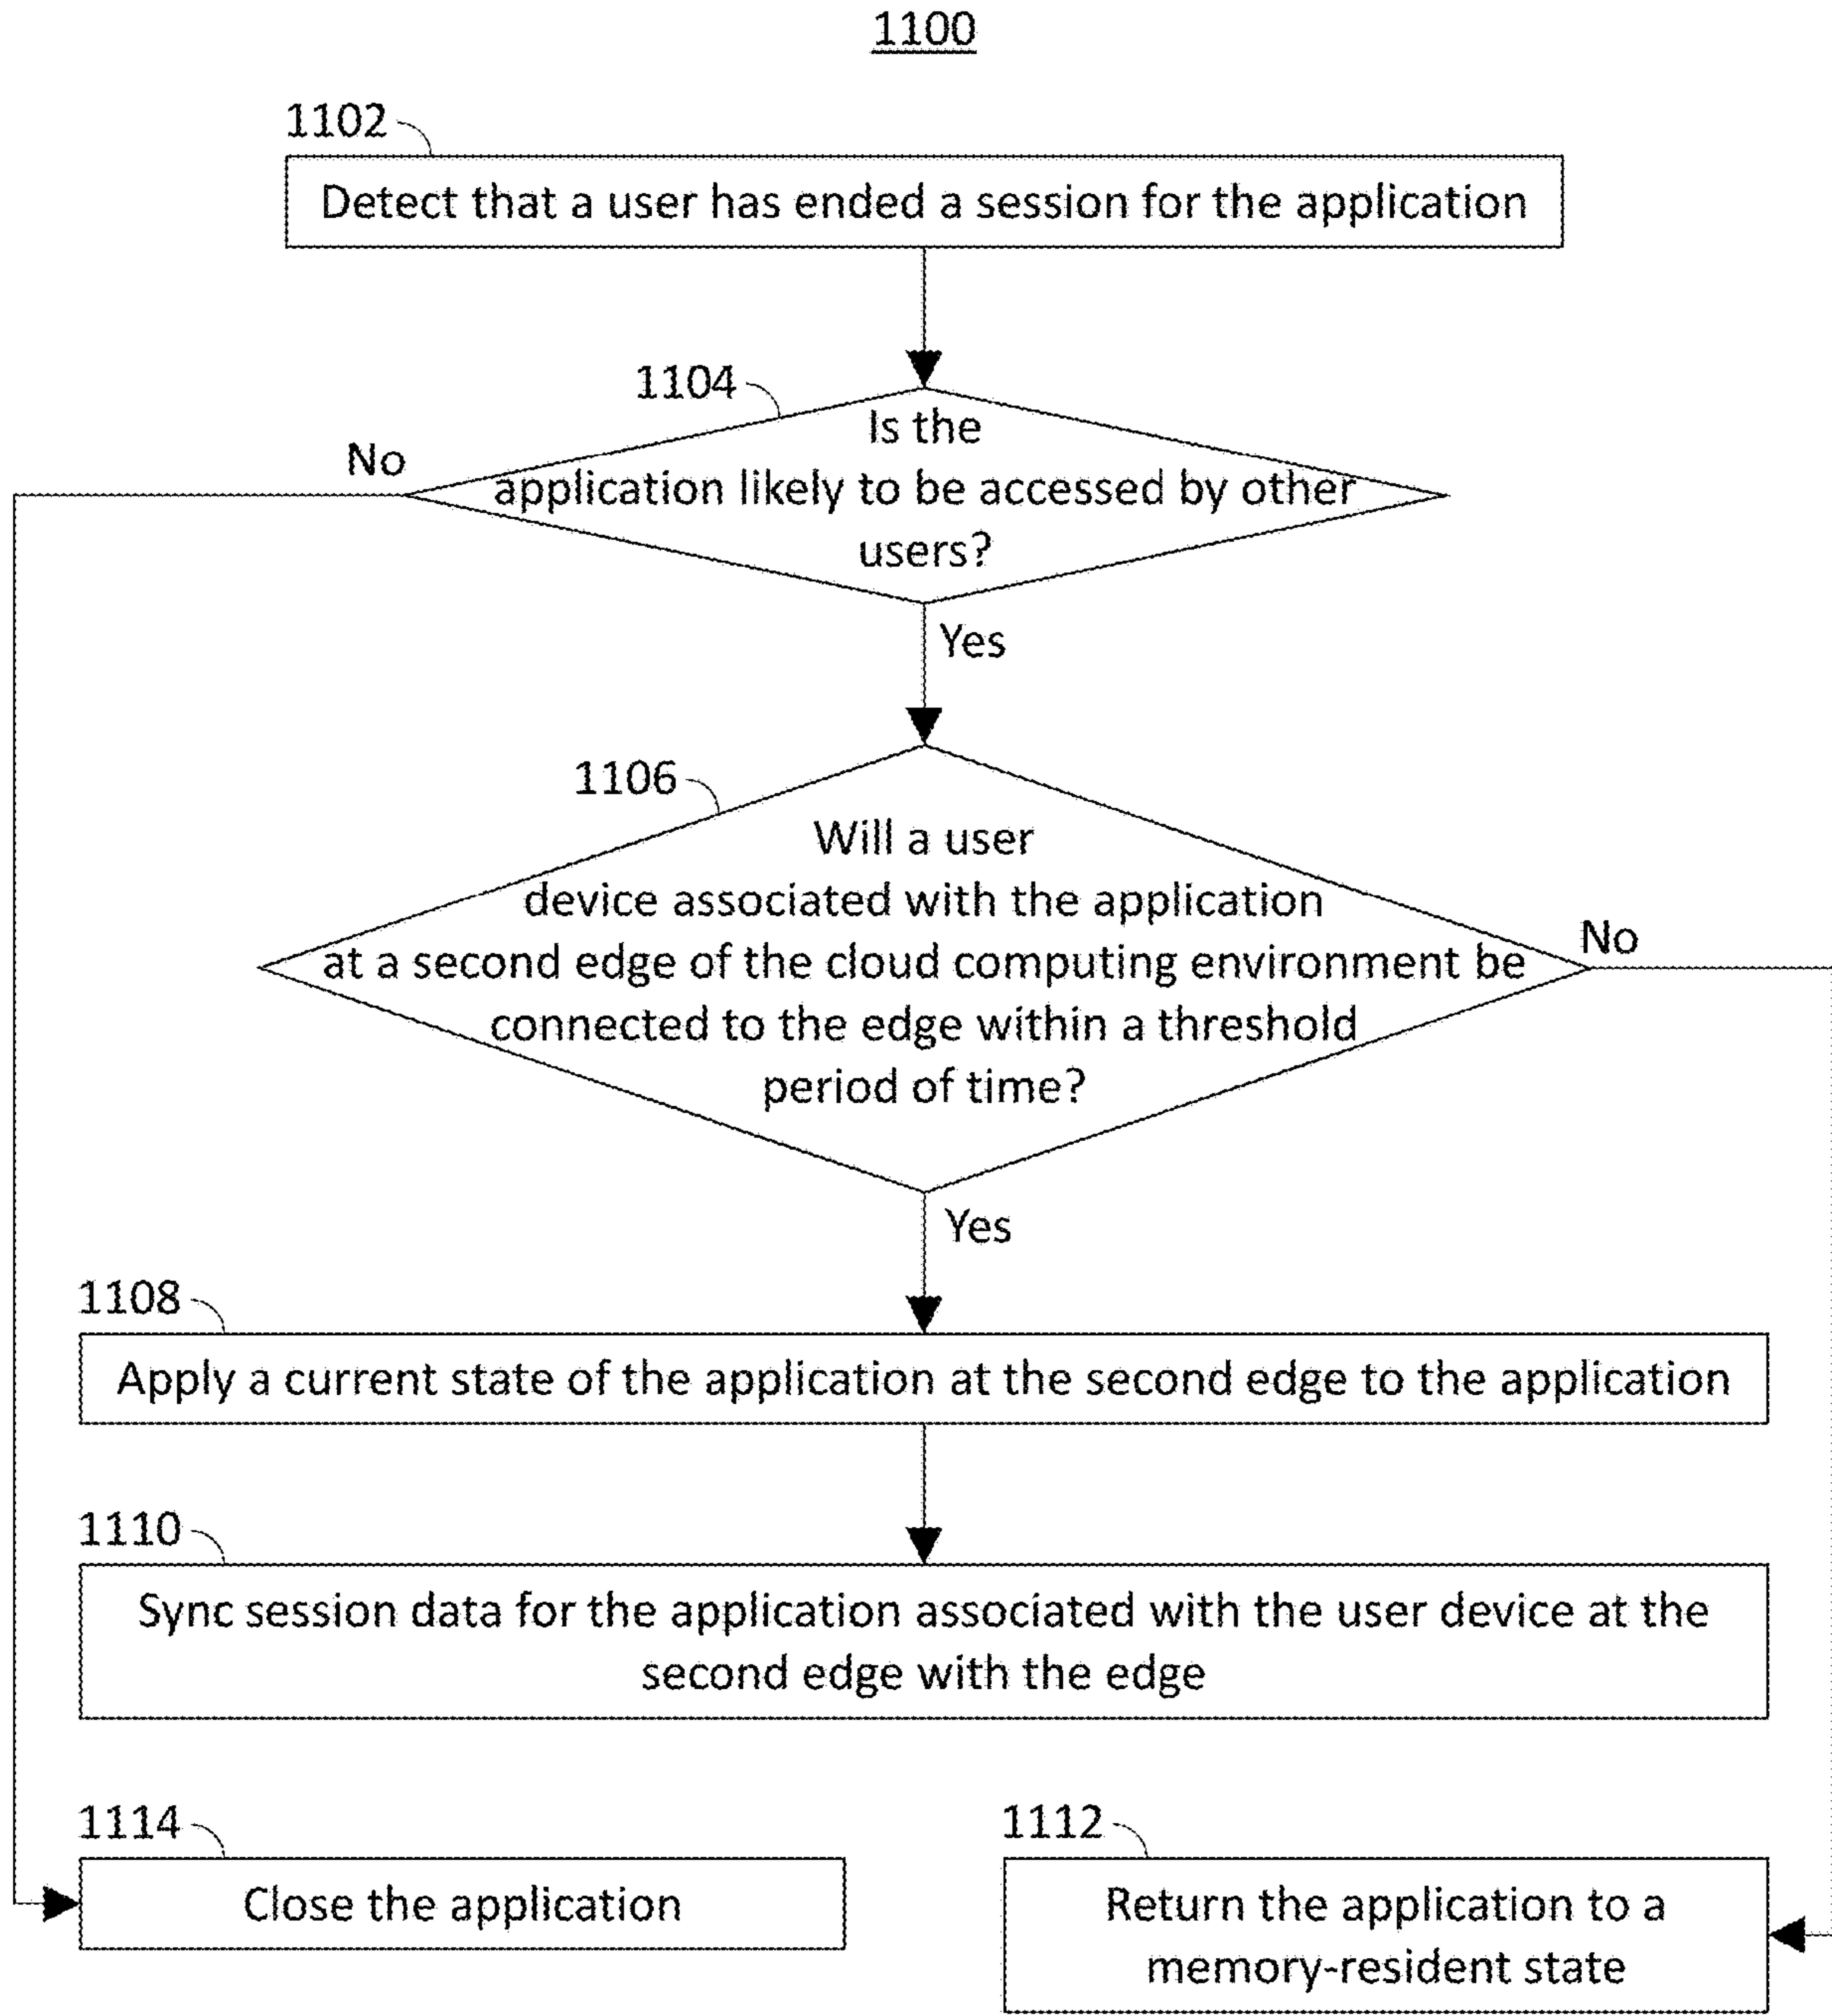 1100
1102
Detect that a user has ended a session for the application
1104
Is the
No
application likely to be accessed by other
users?
Yes
1106
Will a user
device associated with the application
No
at a second edge of the cloud computing environment be
connected to the edge within a threshold
period of time?
Yes
1108
Apply a current state of the application at the second edge to the application
1110
Sync session data for the application associated with the user device at the
second edge with the edge
1114
Close the application
1112
Return the application to a
memory-resident state